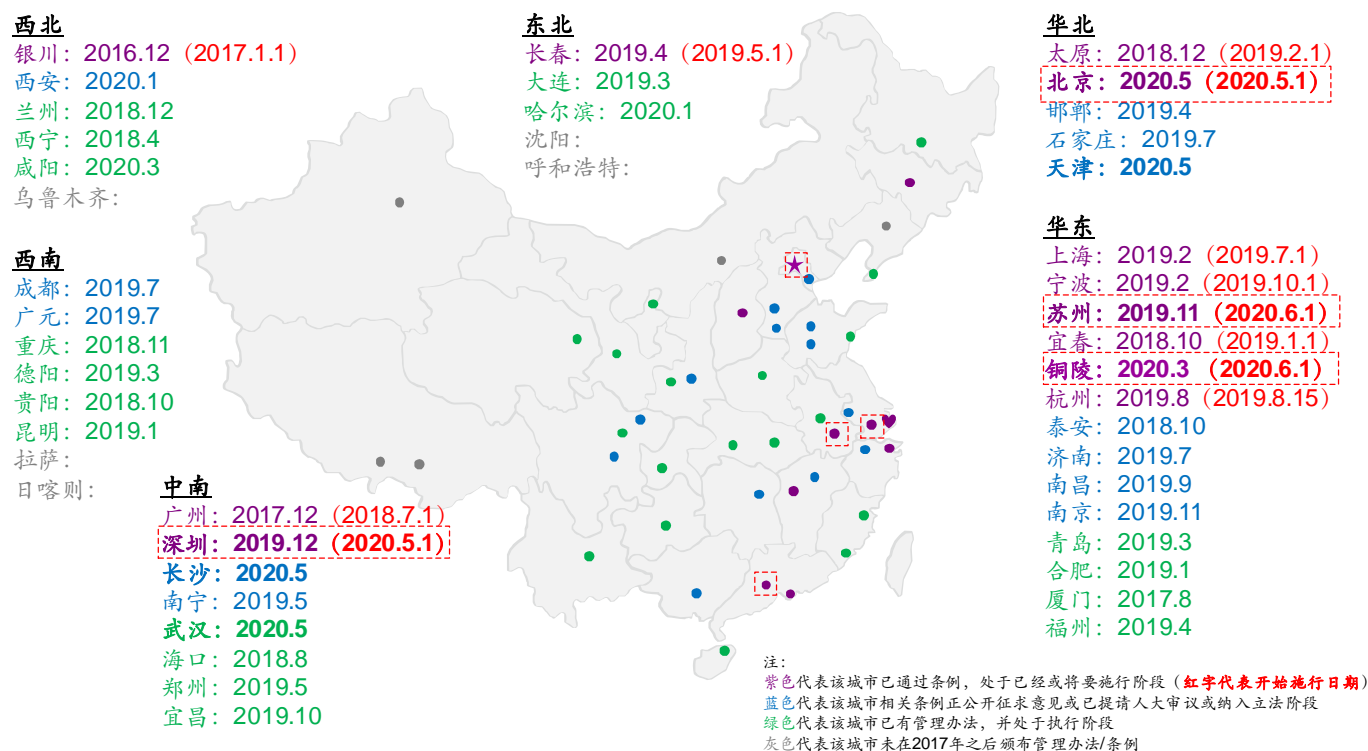 西北
银川：2016.12（2017.1.1）
西安：2020.1
兰州：2018.12
西宁：2018.4
咸阳：2020.3
乌鲁木齐：
西南
成都：2019.7
广元：2019.7
重庆：2018.11
德阳：2019.3
贵阳：2018.10
昆明：2019.1
拉萨：
日喀则：
中南
广州：2017.12（2018.7.1）
深圳：2019.12（2020.5.1）
长沙：2020.5
南宁：2019.5
武汉：2020.5
海口：2018.8
郑州：2019.5
宜昌：2019.10
东北
长春：2019.4（2019.5.1）
大连：2019.3
哈尔滨：2020.1
沈阳：
呼和浩特：
华北
太原：2018.12（2019.2.1）
北京：2020.5（2020.5.1）
邯郸：2019.4
石家庄：2019.7
天津：2020.5
华东
上海：2019.2（2019.7.1）
宁波：2019.2（2019.10.1）
苏州：2019.11（2020.6.1）
宜春：2018.10（2019.1.1）
铜陵：2020.3 （2020.6.1）
杭州：2019.8（2019.8.15）
泰安：2018.10
济南：2019.7
南昌：2019.9
南京：2019.11
青岛：2019.3
合肥：2019.1
厦门：2017.8
福州：2019.4
注：
紫色代表该城市已通过条例，处于已经或将要施行阶段（红字代表开始施行日期）
蓝色代表该城市相关条例正公开征求意见或已提请人大审议或纳入立法阶段
绿色代表该城市已有管理办法，并处于执行阶段
灰色代表该城市未在2017年之后颁布管理办法/条例